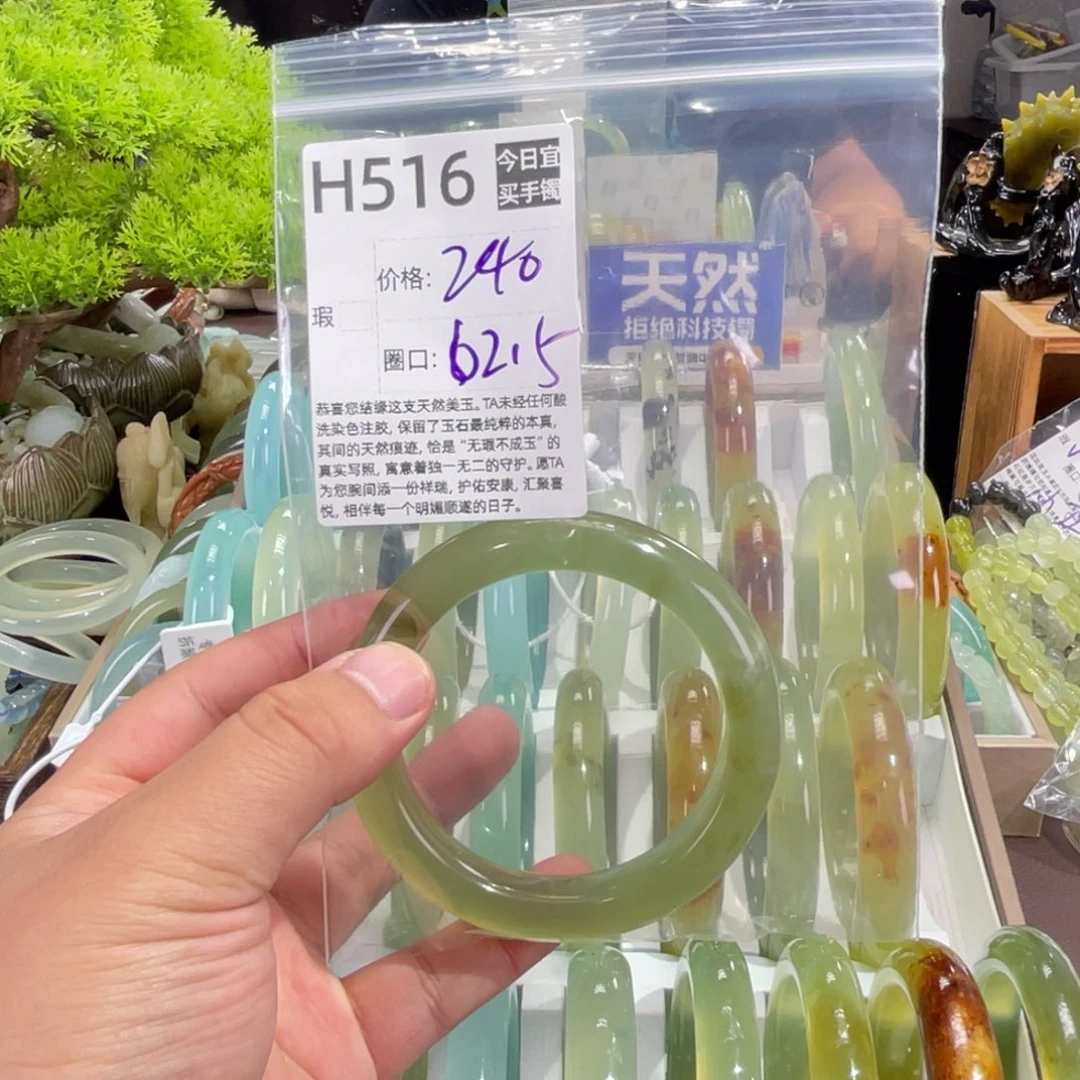 H516
今日宜
买手镯
价格: 240
瑕
圈口: 62.5
恭喜您结缘这支天然美玉。TA未经任何酸
洗染色注胶, 保留了玉石最纯粹的本真,
其间的天然痕迹, 恰是“无瑕不成玉”的
真实写照, 寓意着独一无二的守护。愿TA
为您腕间添一份祥瑞, 护佑安康, 汇聚喜
悦, 相伴每一个明媚顺遂的日子。
天然
拒绝科技镯